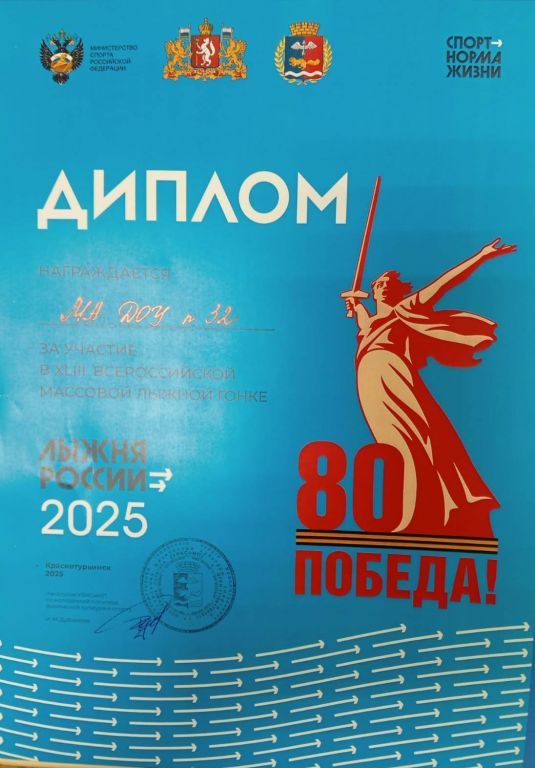 МИНИСТЕРСТВО
СПОРТА
РОССИЙСКОЙ
ФЕДЕРАЦИИ
СПОРТ
НОРМА
ЖИЗНИ
ДИПЛОМ
НАГРАЖДАЕТСЯ
МА ДОУ № 32
ЗА УЧАСТИЕ
В XLIII ВСЕРОССИЙСКОЙ
МАССОВОЙ ЛЫЖНОЙ ГОНКЕ
ЛЫЖНЯ
РОССИИ
2025
80
ПОБЕДА!
Краснотурьинск
2025